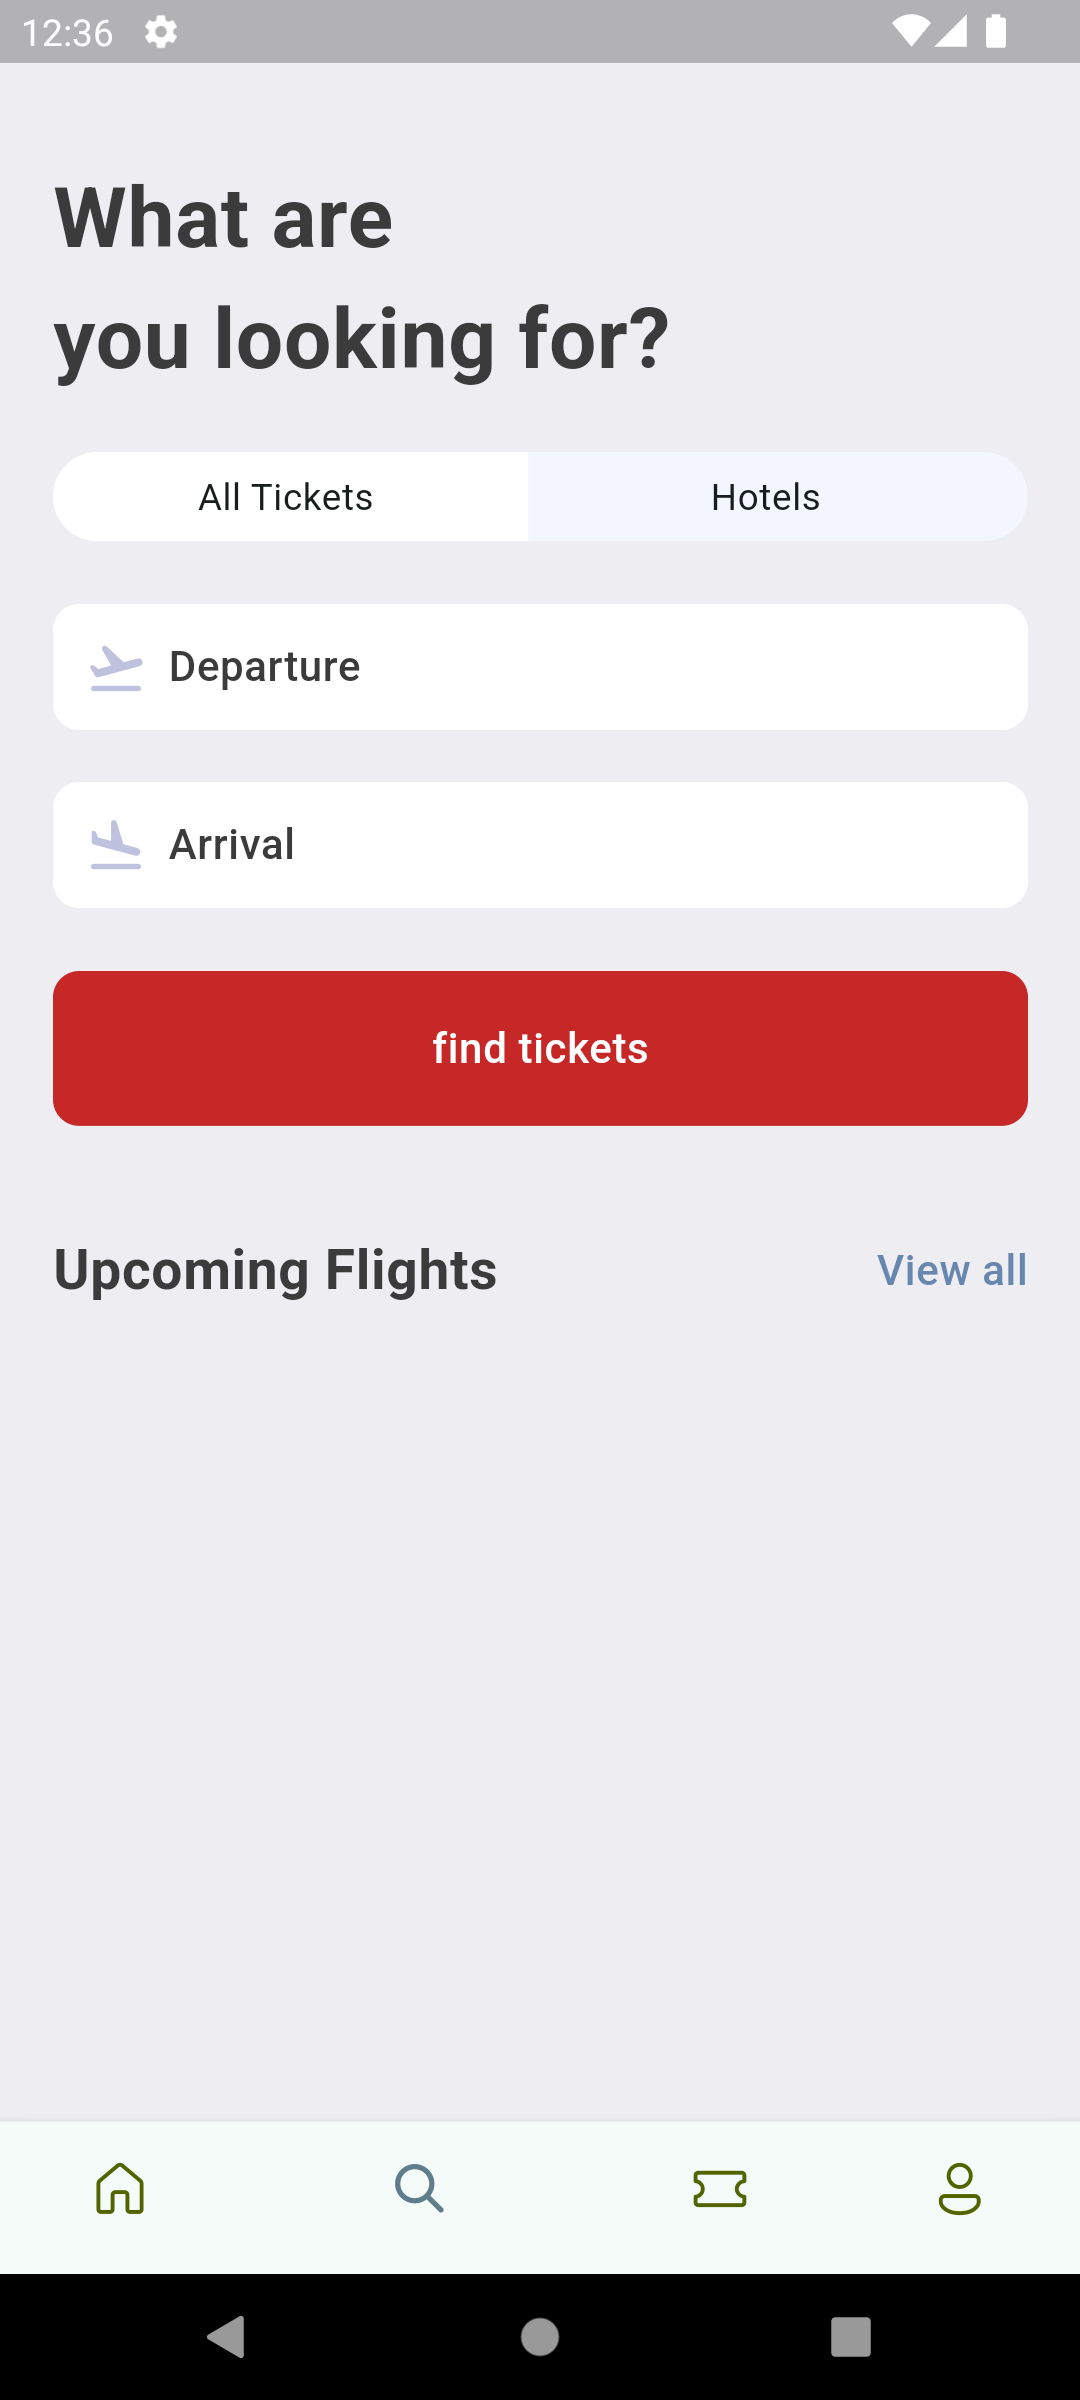 12:36
What are
you looking for?
All Tickets Hotels
Departure
Arrival
find tickets
Upcoming Flights View all